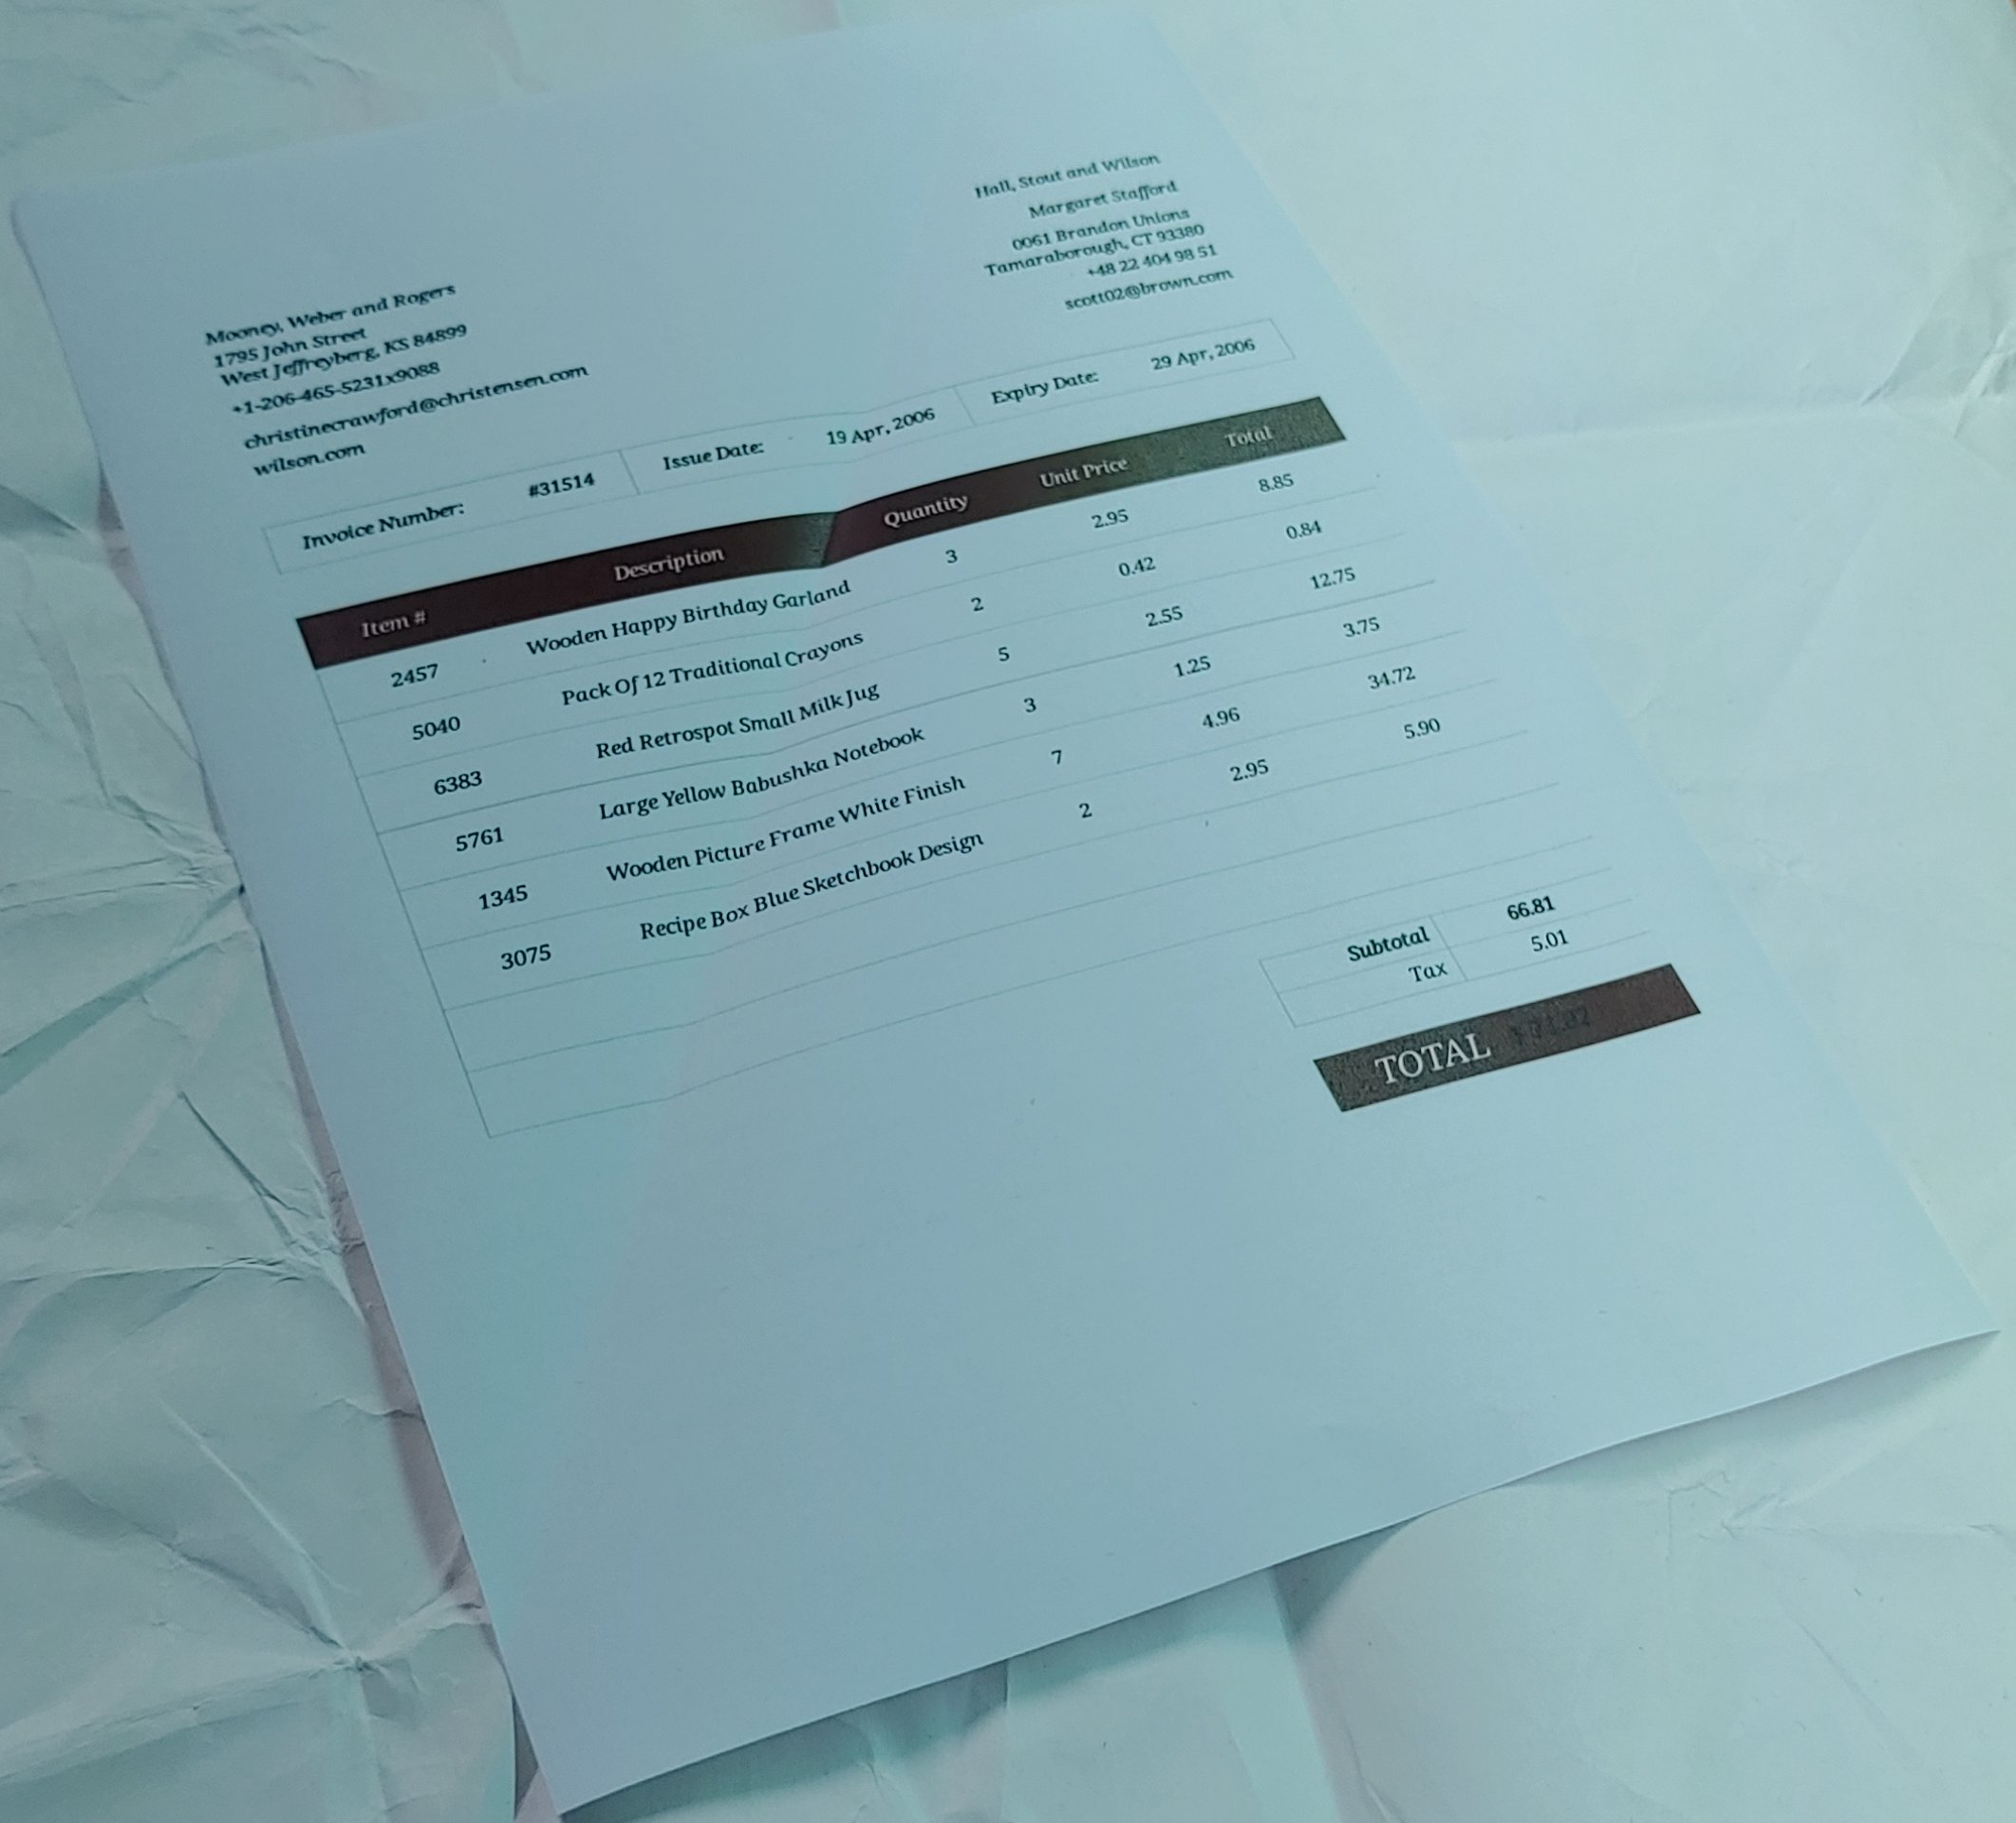 Hall, Stout and Wilson
Margaret Stafford
0061 Brandon Unions
Tamaraborough, CT 93380
+48 22 404 98 51
scott02@brown.com
Mooney, Weber and Rogers
1795 John Street
West Jeffreyberg, KS 84899
+1-206-465-5231x9088
christinecrawford@christensen.com
wilson.com
Invoice Number: #31514 Issue Date: 19 Apr, 2006 Expiry Date: 29 Apr, 2006
Item # Description Quantity Unit Price Total
2457 Wooden Happy Birthday Garland 3 2.95 8.85
5040 Pack Of 12 Traditional Crayons 2 0.42 0.84
6383 Red Retrospot Small Milk Jug 5 2.55 12.75
5761 Large Yellow Babushka Notebook 3 1.25 3.75
1345 Wooden Picture Frame White Finish 7 4.96 34.72
3075 Recipe Box Blue Sketchbook Design 2 2.95 5.90
Subtotal 66.81
Tax 5.01
TOTAL